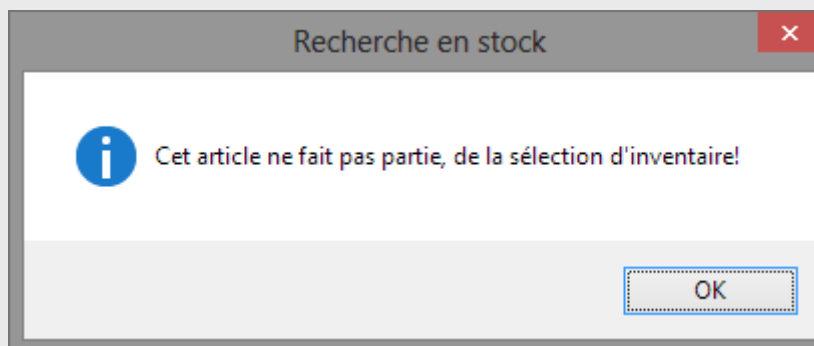 Recherche en stock
Cet article ne fait pas partie, de la sélection d'inventaire!
OK